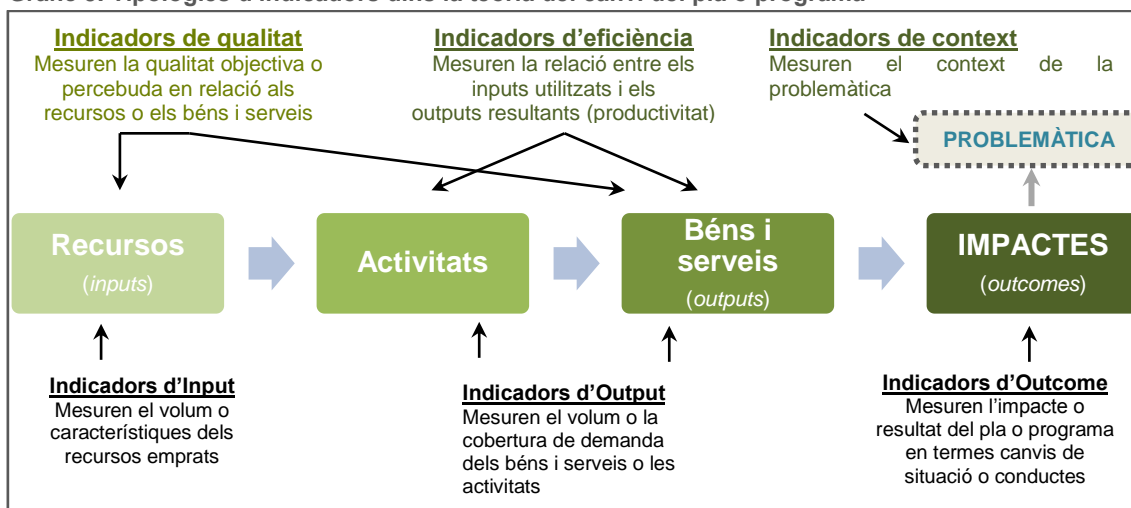 Indicadors de qualitat
Mesuren la qualitat objectiva o
percebuda en relació als
recursos o els béns i serveis
Indicadors d'eficiència
Mesuren la relació entre els
inputs utilitzats i els
outputs resultants (productivitat)
Indicadors de context
Mesuren el context de la
problemàtica
PROBLEMÀTICA
Recursos
(inputs)
Activitats
Béns i
serveis
(outputs)
IMPACTES
(outcomes)
Indicadors d'Input
Mesuren el volum o
característiques dels
recursos emprats
Indicadors d'Output
Mesuren el volum o la
cobertura de demanda
dels béns i serveis o les
activitats
Indicadors d'Outcome
Mesuren l'impacte o
resultat del pla o programa
en termes canvis de
situació o conductes